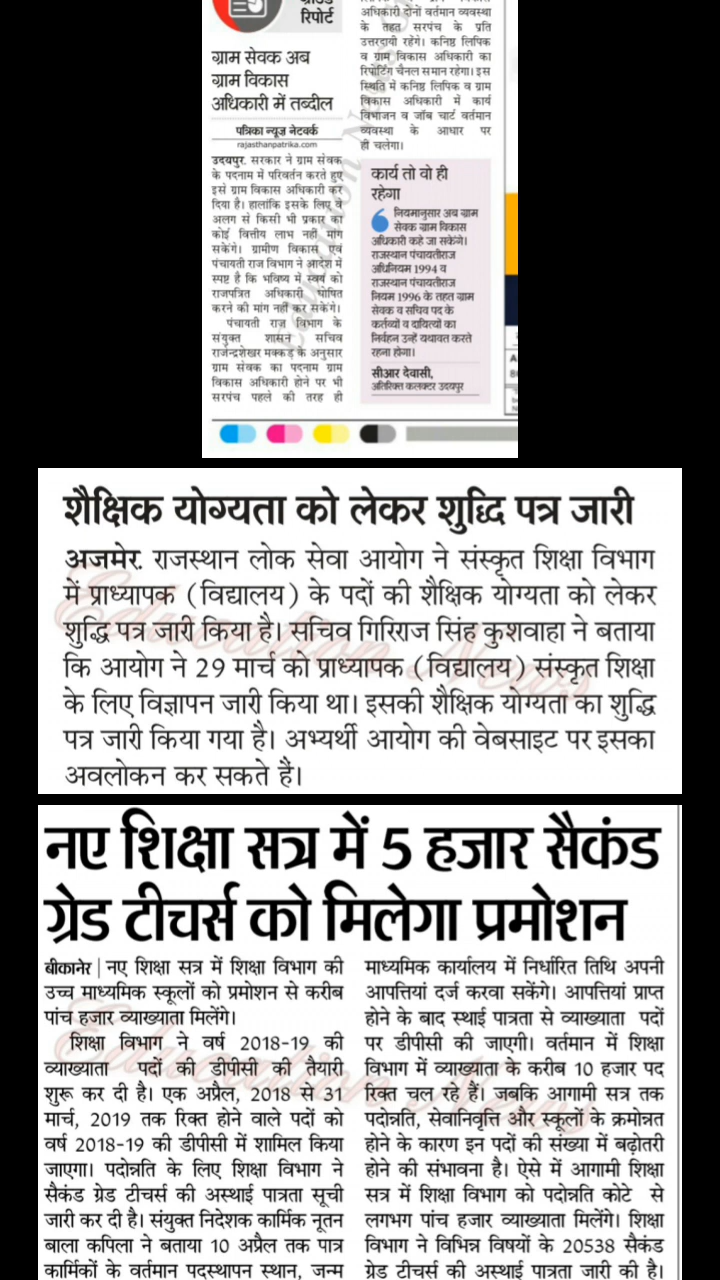 रिपोर्ट
ग्राम सेवक अब
ग्राम विकास
अधिकारी में तब्दील
पत्रिका न्यूज नेटवर्क
rajasthanpatrika.com
उदयपुर. सरकार ने ग्राम सेवक
के पदनाम में परिवर्तन करते हुए
इसे ग्राम विकास अधिकारी कर
दिया है। हालांकि इसके लिए वे
अलग से किसी भी प्रकार का
कोई वित्तीय लाभ नहीं मांग
सकेंगे। ग्रामीण विकास एवं
पंचायती राज विभाग ने आदेश में
स्पष्ट है कि भविष्य में स्वयं को
राजपत्रित अधिकारी घोषित
करने की मांग नहीं कर सकेंगे।
पंचायती राज विभाग के
संयुक्त शासन सचिव
राजेन्द्रशेखर मक्कड़ के अनुसार
ग्राम सेवक का पदनाम ग्राम
विकास अधिकारी होने पर भी
सरपंच पहले की तरह ही
अधिकारी दोनों वर्तमान व्यवस्था
के तहत सरपंच के प्रति
उत्तरदायी रहेंगे। कनिष्ठ लिपिक
व ग्राम विकास अधिकारी का
रिपोर्टिंग चैनल समान रहेगा। इस
स्थिति में कनिष्ठ लिपिक व ग्राम
विकास अधिकारी में कार्य
विभाजन व जॉब चार्ट वर्तमान
व्यवस्था के आधार पर
ही चलेगा।
कार्य तो वो ही
रहेगा
नियमानुसार अब ग्राम
सेवक ग्राम विकास
अधिकारी कहे जा सकेंगे।
राजस्थान पंचायतीराज
अधिनियम 1994 व
राजस्थान पंचायतीराज
नियम 1996 के तहत ग्राम
सेवक व सचिव पद के
कर्तव्यों व दायित्यों का
निर्वहन उन्हें यथावत करते
रहना होगा।
सीआर देवासी,
अतिरिक्त कलक्टर उदयपुर
शैक्षिक योग्यता को लेकर शुद्धि पत्र जारी
अजमेर. राजस्थान लोक सेवा आयोग ने संस्कृत शिक्षा विभाग
में प्राध्यापक (विद्यालय) के पदों की शैक्षिक योग्यता को लेकर
शुद्धि पत्र जारी किया है। सचिव गिरिराज सिंह कुशवाहा ने बताया
कि आयोग ने 29 मार्च को प्राध्यापक (विद्यालय) संस्कृत शिक्षा
के लिए विज्ञापन जारी किया था। इसकी शैक्षिक योग्यता का शुद्धि
पत्र जारी किया गया है। अभ्यर्थी आयोग की वेबसाइट पर इसका
अवलोकन कर सकते हैं।
Education News
नए शिक्षा सत्र में 5 हजार सैकंड
ग्रेड टीचर्स को मिलेगा प्रमोशन
बीकानेर | नए शिक्षा सत्र में शिक्षा विभाग की
उच्च माध्यमिक स्कूलों को प्रमोशन से करीब
पांच हजार व्याख्याता मिलेंगे।
शिक्षा विभाग ने वर्ष 2018-19 की
व्याख्याता पदों की डीपीसी की तैयारी
शुरू कर दी है। एक अप्रैल, 2018 से 31
मार्च, 2019 तक रिक्त होने वाले पदों को
वर्ष 2018-19 की डीपीसी में शामिल किया
जाएगा। पदोन्नति के लिए शिक्षा विभाग ने
सैकंड ग्रेड टीचर्स की अस्थाई पात्रता सूची
जारी कर दी है। संयुक्त निदेशक कार्मिक नूतन
बाला कपिला ने बताया 10 अप्रैल तक पात्र
कार्मिकों के वर्तमान पदस्थापन स्थान, जन्म
माध्यमिक कार्यालय में निर्धारित तिथि अपनी
आपत्तियां दर्ज करवा सकेंगे। आपत्तियां प्राप्त
होने के बाद स्थाई पात्रता से व्याख्याता पदों
पर डीपीसी की जाएगी। वर्तमान में शिक्षा
विभाग में व्याख्याता के करीब 10 हजार पद
रिक्त चल रहे हैं। जबकि आगामी सत्र तक
पदोन्नति, सेवानिवृत्ति और स्कूलों के क्रमोन्नत
होने के कारण इन पदों की संख्या में बढ़ोतरी
होने की संभावना है। ऐसे में आगामी शिक्षा
सत्र में शिक्षा विभाग को पदोन्नति कोटे से
लगभग पांच हजार व्याख्याता मिलेंगे। शिक्षा
विभाग ने विभिन्न विषयों के 20538 सैकंड
ग्रेड टीचर्स की अस्थाई पात्रता जारी की है।
Education News